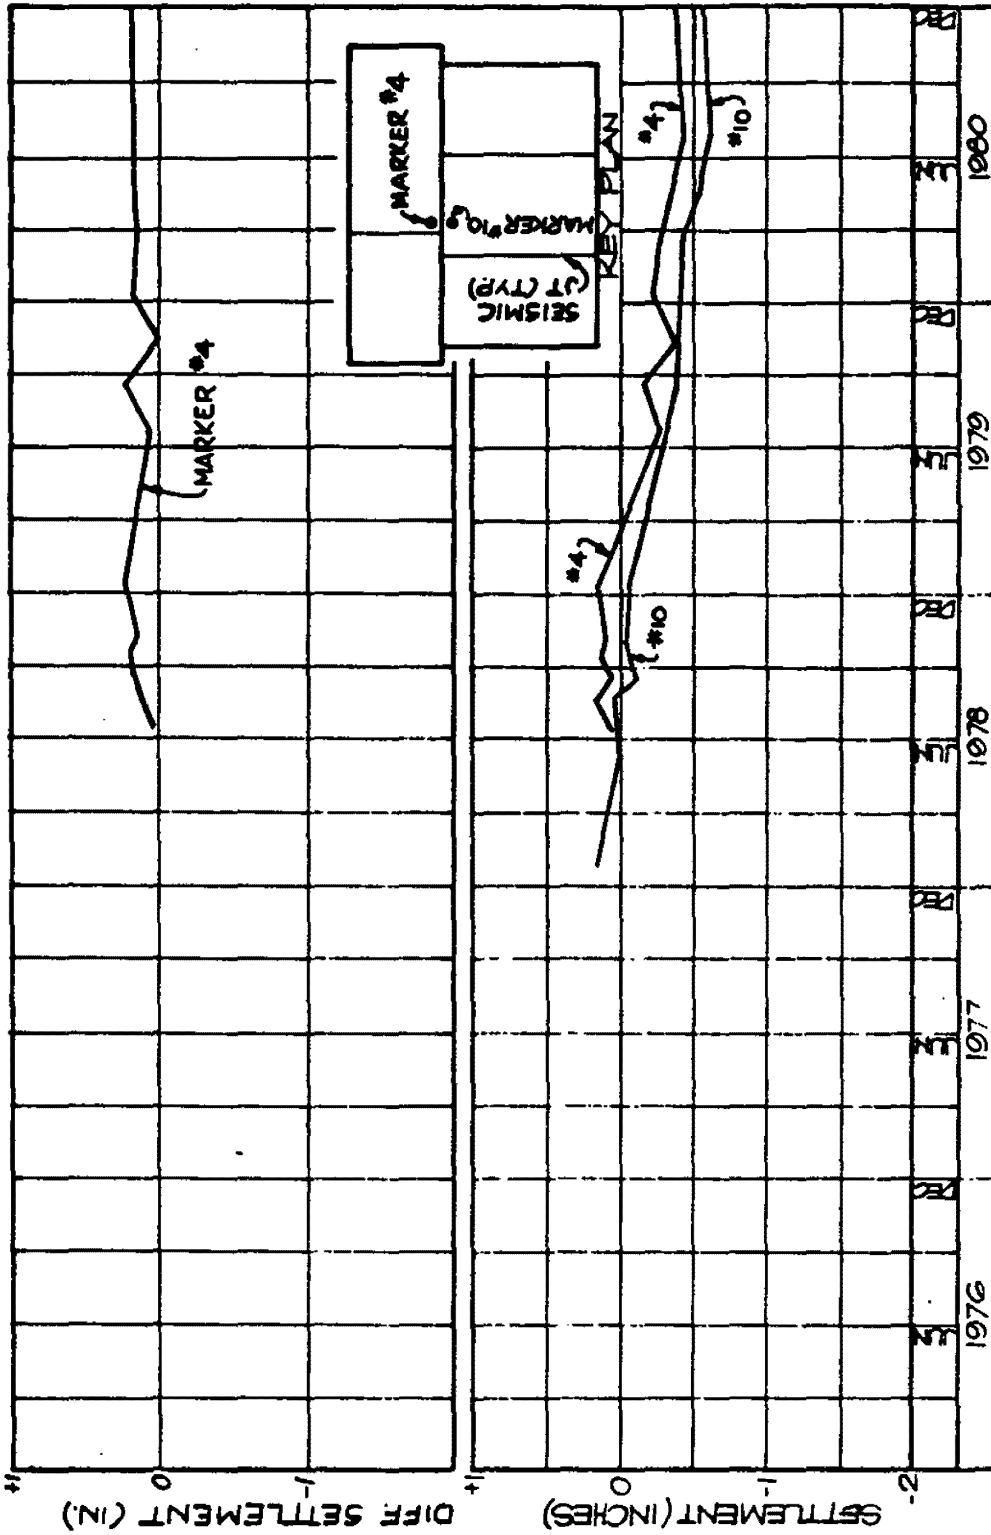 DIFF. SETTLEMENT (IN.)
+1
0
-1
MARKER #4
SETTLEMENT (INCHES)
+1
0
-1
-2
#4
#10
#4
#10
MARKER #4
MARKER #10
SEISMIC
JT (TYP)
KEY PLAN
JUN
DEC
JUN
DEC
JUN
DEC
JUN
DEC
JUN
DEC
1976
1977
1978
1979
1980